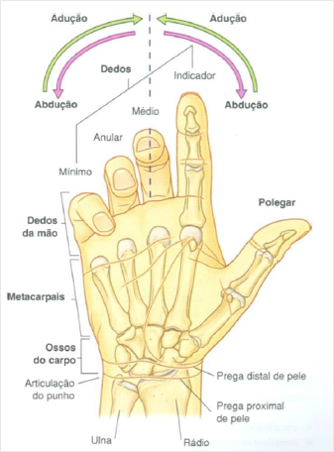 Adução
Adução
Dedos
Indicador
Abdução
Abdução
Médio
Anular
Mínimo
Polegar
Dedos
da mão
Metacarpais
Ossos
do carpo
Articulação
do punho
Prega distal de pele
Prega proximal
de pele
Ulna
Rádio